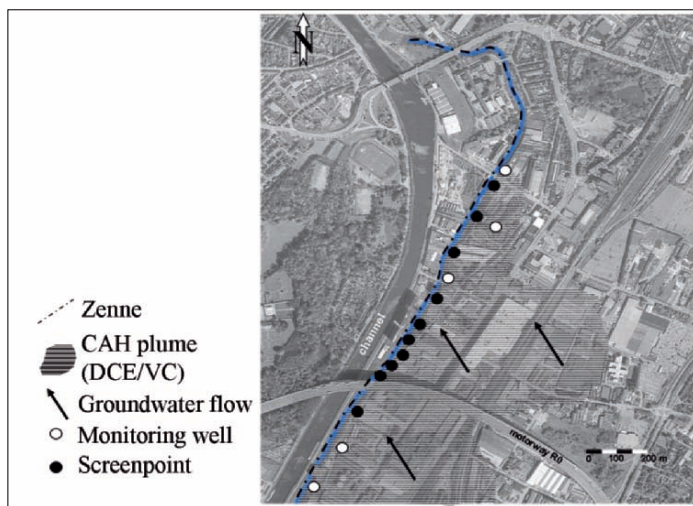 N
channel
Zenne
CAH plume
(DCE/VC)
Groundwater flow
Monitoring well
Screenpoint
motorway R0
0 100 200 m